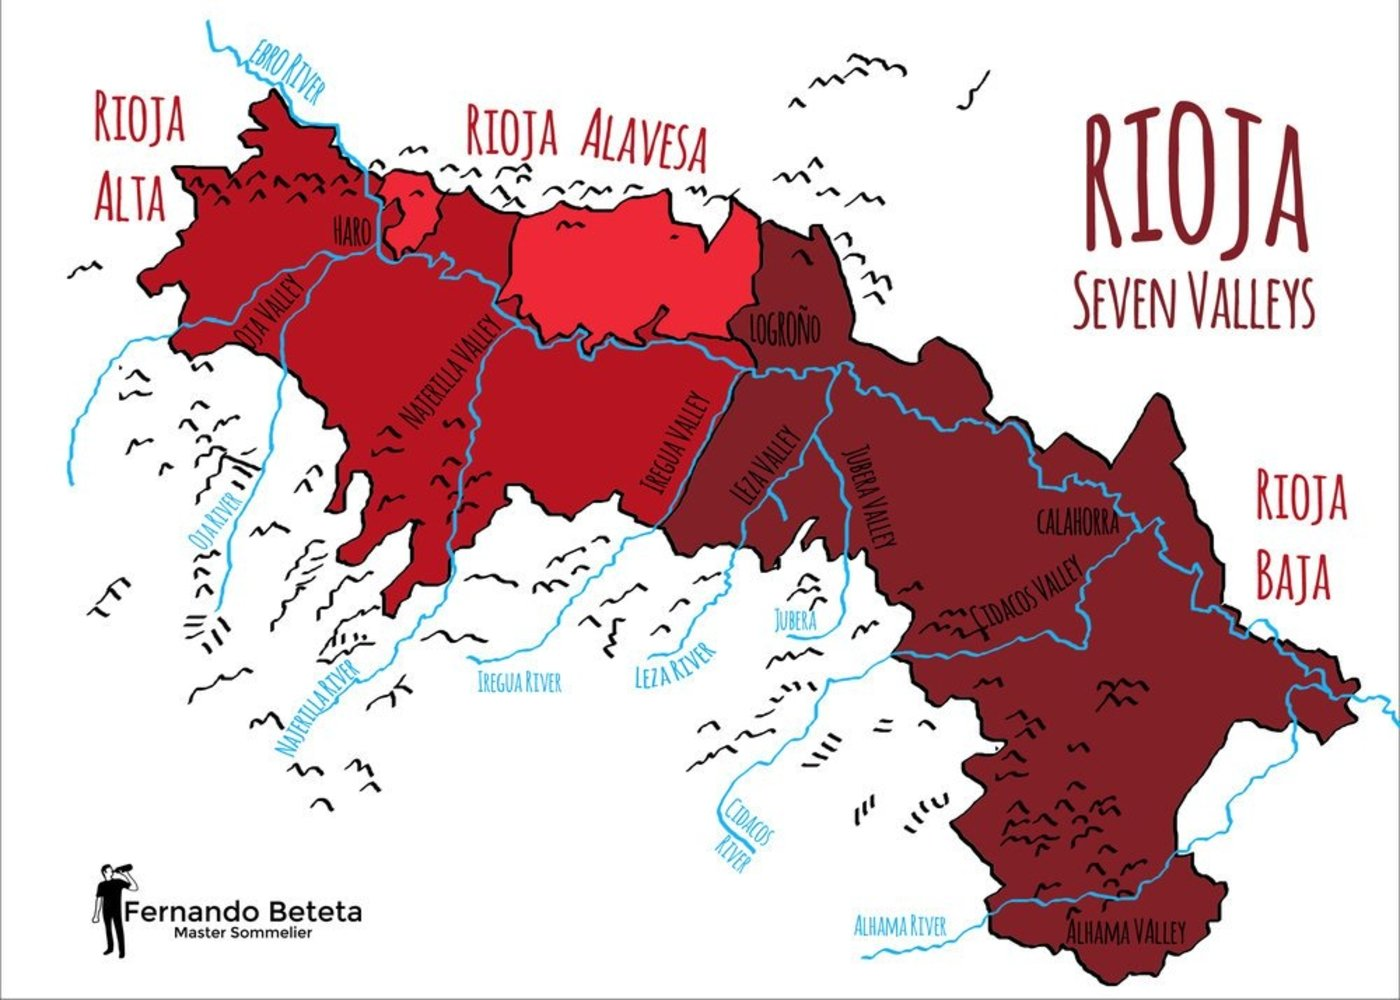 RIOJA
SEVEN VALLEYS
EBRO RIVER
RIOJA
ALTA
RIOJA ALAVESA
HARO
OJA VALLEY
NAJERILLA VALLEY
LOGROÑO
IREGUA VALLEY
LEZA VALLEY
JUBERA VALLEY
CALAHORRA
RIOJA
BAJA
CIDACOS VALLEY
OJA RIVER
NAJERILLA RIVER
IREGUA RIVER
LEZA RIVER
JUBERA
CIDACOS
RIVER
ALHAMA RIVER
ALHAMA VALLEY
Fernando Beteta
Master Sommelier